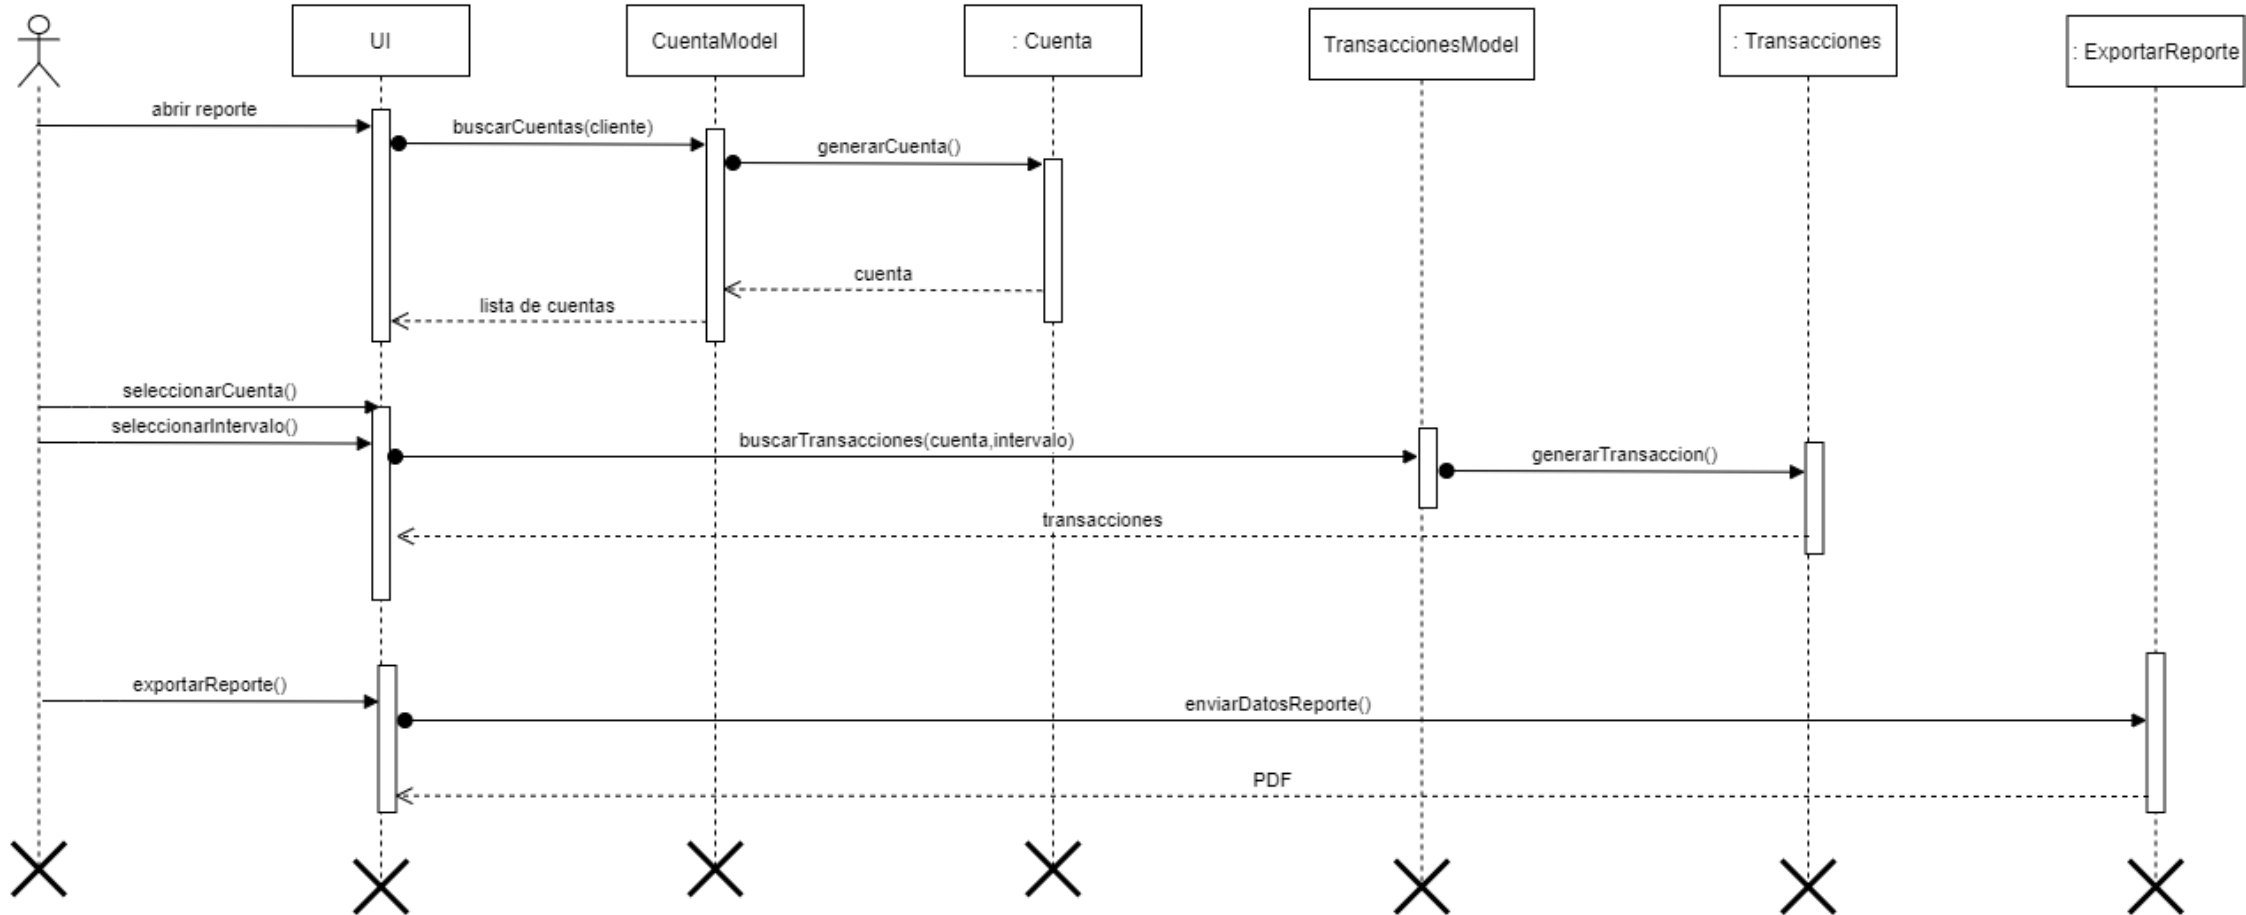 UI
CuentaModel
: Cuenta
TransaccionesModel
: Transacciones
: ExportarReporte
abrir reporte
buscarCuentas(cliente)
generarCuenta()
cuenta
lista de cuentas
seleccionarCuenta()
seleccionarIntervalo()
buscarTransacciones(cuenta,intervalo)
generarTransaccion()
transacciones
exportarReporte()
enviarDatosReporte()
PDF